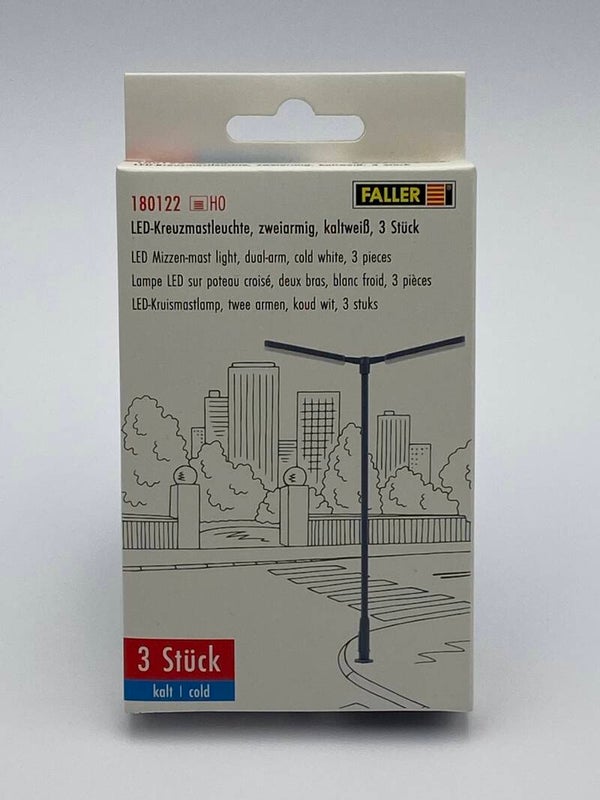 180122 HO
FALLER
LED-Kreuzmastleuchte, zweiarmig, kaltweiß, 3 Stück
LED Mizzen-mast light, dual-arm, cold white, 3 pieces
Lampe LED sur poteau croisé, deux bras, blanc froid, 3 pièces
LED-Kruismastlamp, twee armen, koud wit, 3 stuks
3 Stück
kalt | cold